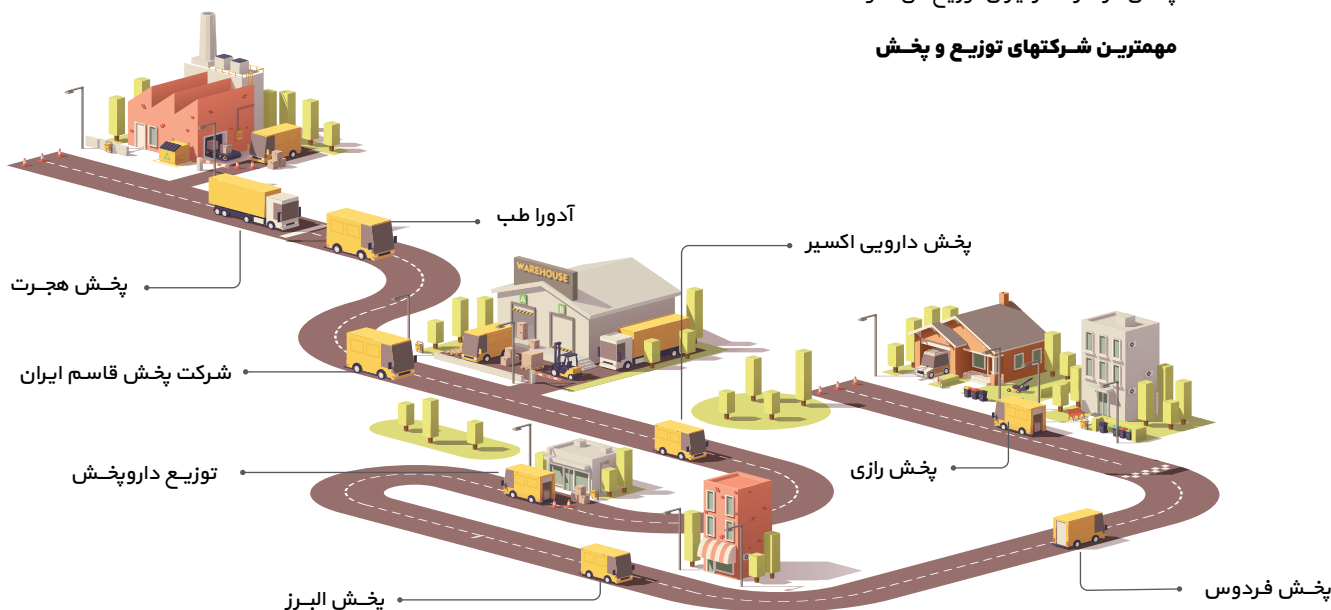 مهمترین شرکتهای توزیع و پخش
آدورا طب
پخش دارویی اکسیر
پخش هجرت
WAREHOUSE
A
B
شرکت پخش قاسم ایران
پخش رازی
توزیع داروپخش
پخش فردوس
پخش البرز